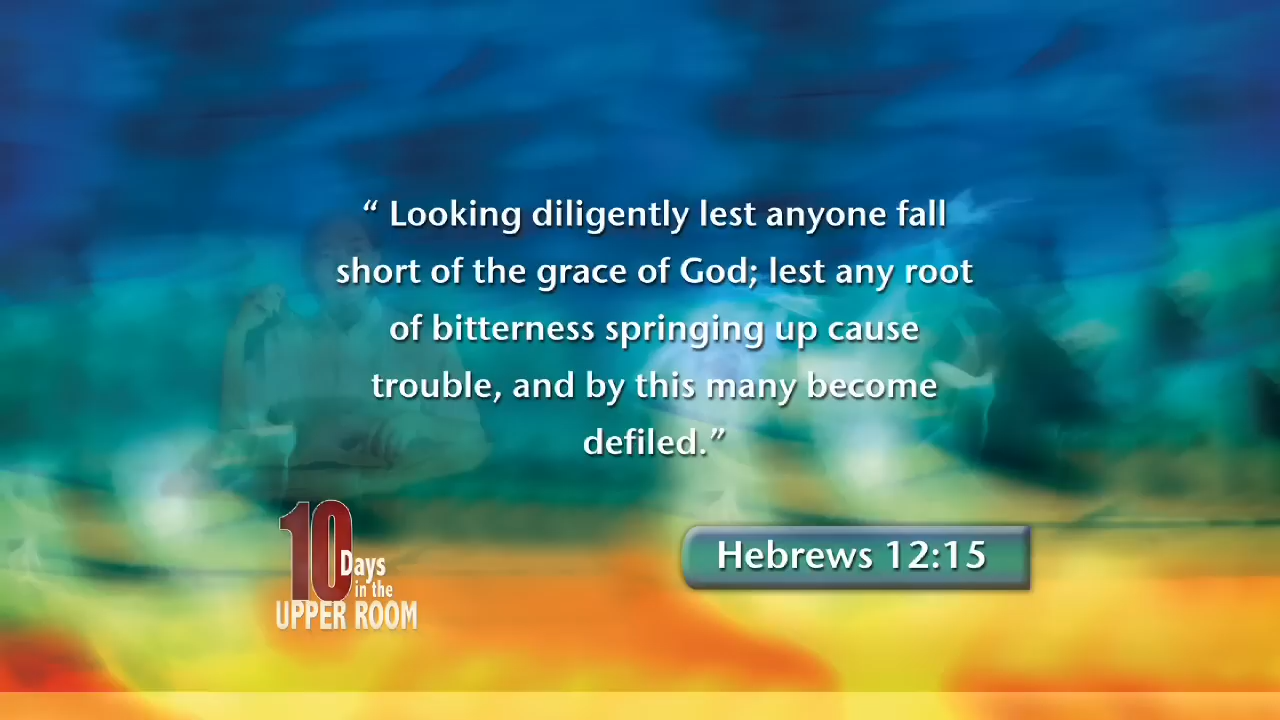 “ Looking diligently lest anyone fall
short of the grace of God; lest any root
of bitterness springing up cause
trouble, and by this many become
defiled.”
10 Days
in the
UPPER ROOM
Hebrews 12:15